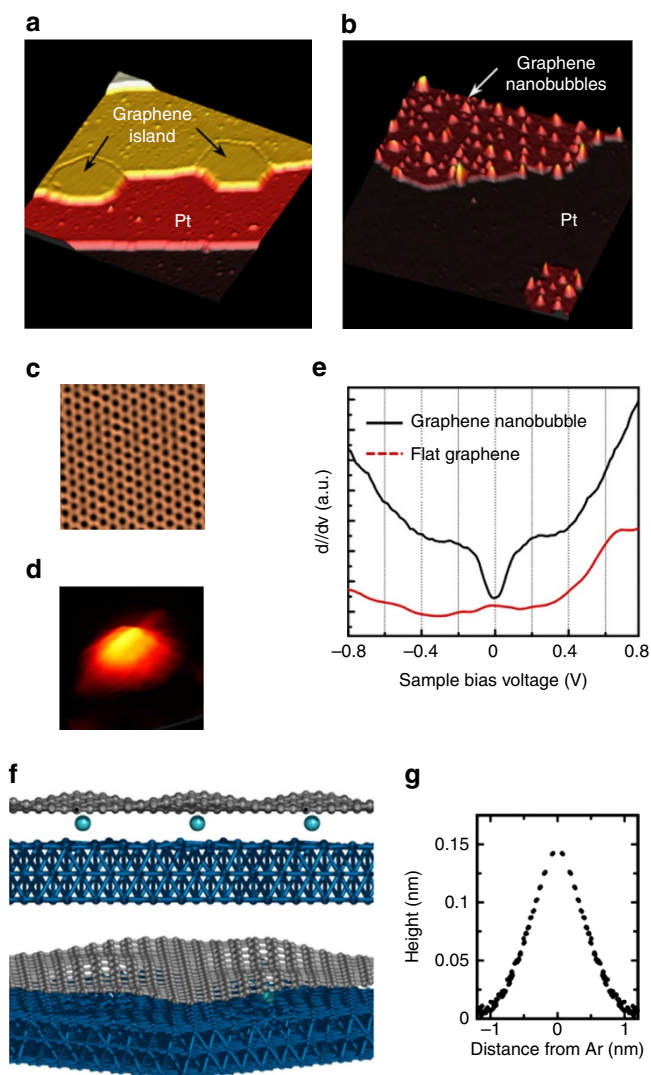 a
Graphene
island
Pt
b
Graphene
nanobubbles
Pt
c
d
e
Graphene nanobubble
Flat graphene
dI/dv (a.u.)
–0.8 –0.4 0 0.4 0.8
Sample bias voltage (V)
f
g
Height (nm)
0.15
0.10
0.05
0
–1 0 1
Distance from Ar (nm)